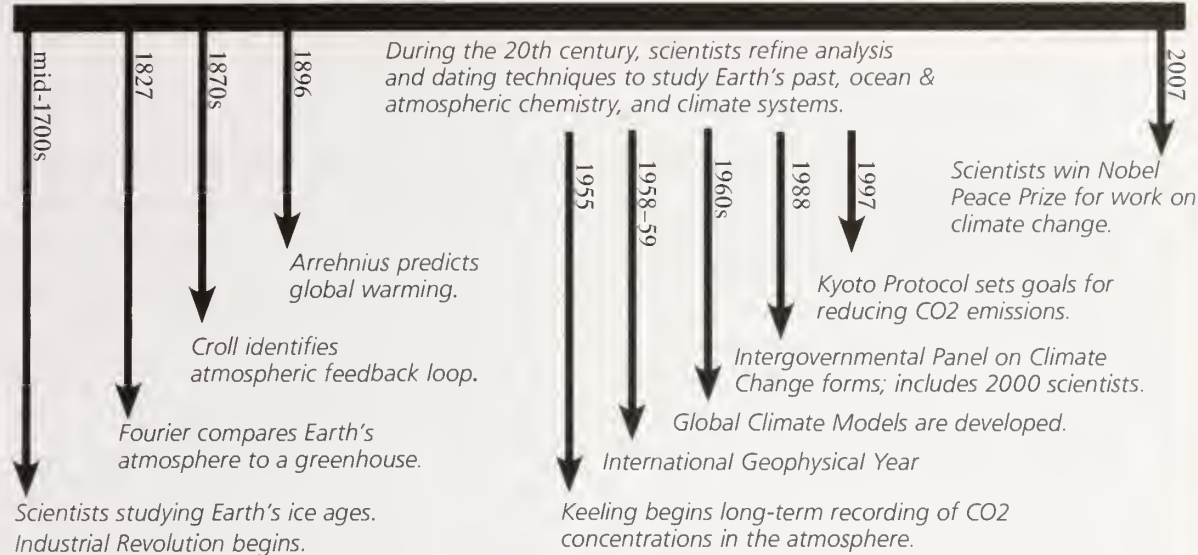 mid-1700s
1827
1870s
1896
During the 20th century, scientists refine analysis
and dating techniques to study Earth's past, ocean &
atmospheric chemistry, and climate systems.
2007
1955
1958–59
1960s
1988
1997
Scientists win Nobel
Peace Prize for work on
climate change.
Arrehnius predicts
global warming.
Kyoto Protocol sets goals for
reducing CO2 emissions.
Croll identifies
atmospheric feedback loop.
Intergovernmental Panel on Climate
Change forms; includes 2000 scientists.
Fourier compares Earth's
atmosphere to a greenhouse.
Global Climate Models are developed.
International Geophysical Year
Scientists studying Earth's ice ages.
Industrial Revolution begins.
Keeling begins long-term recording of CO2
concentrations in the atmosphere.